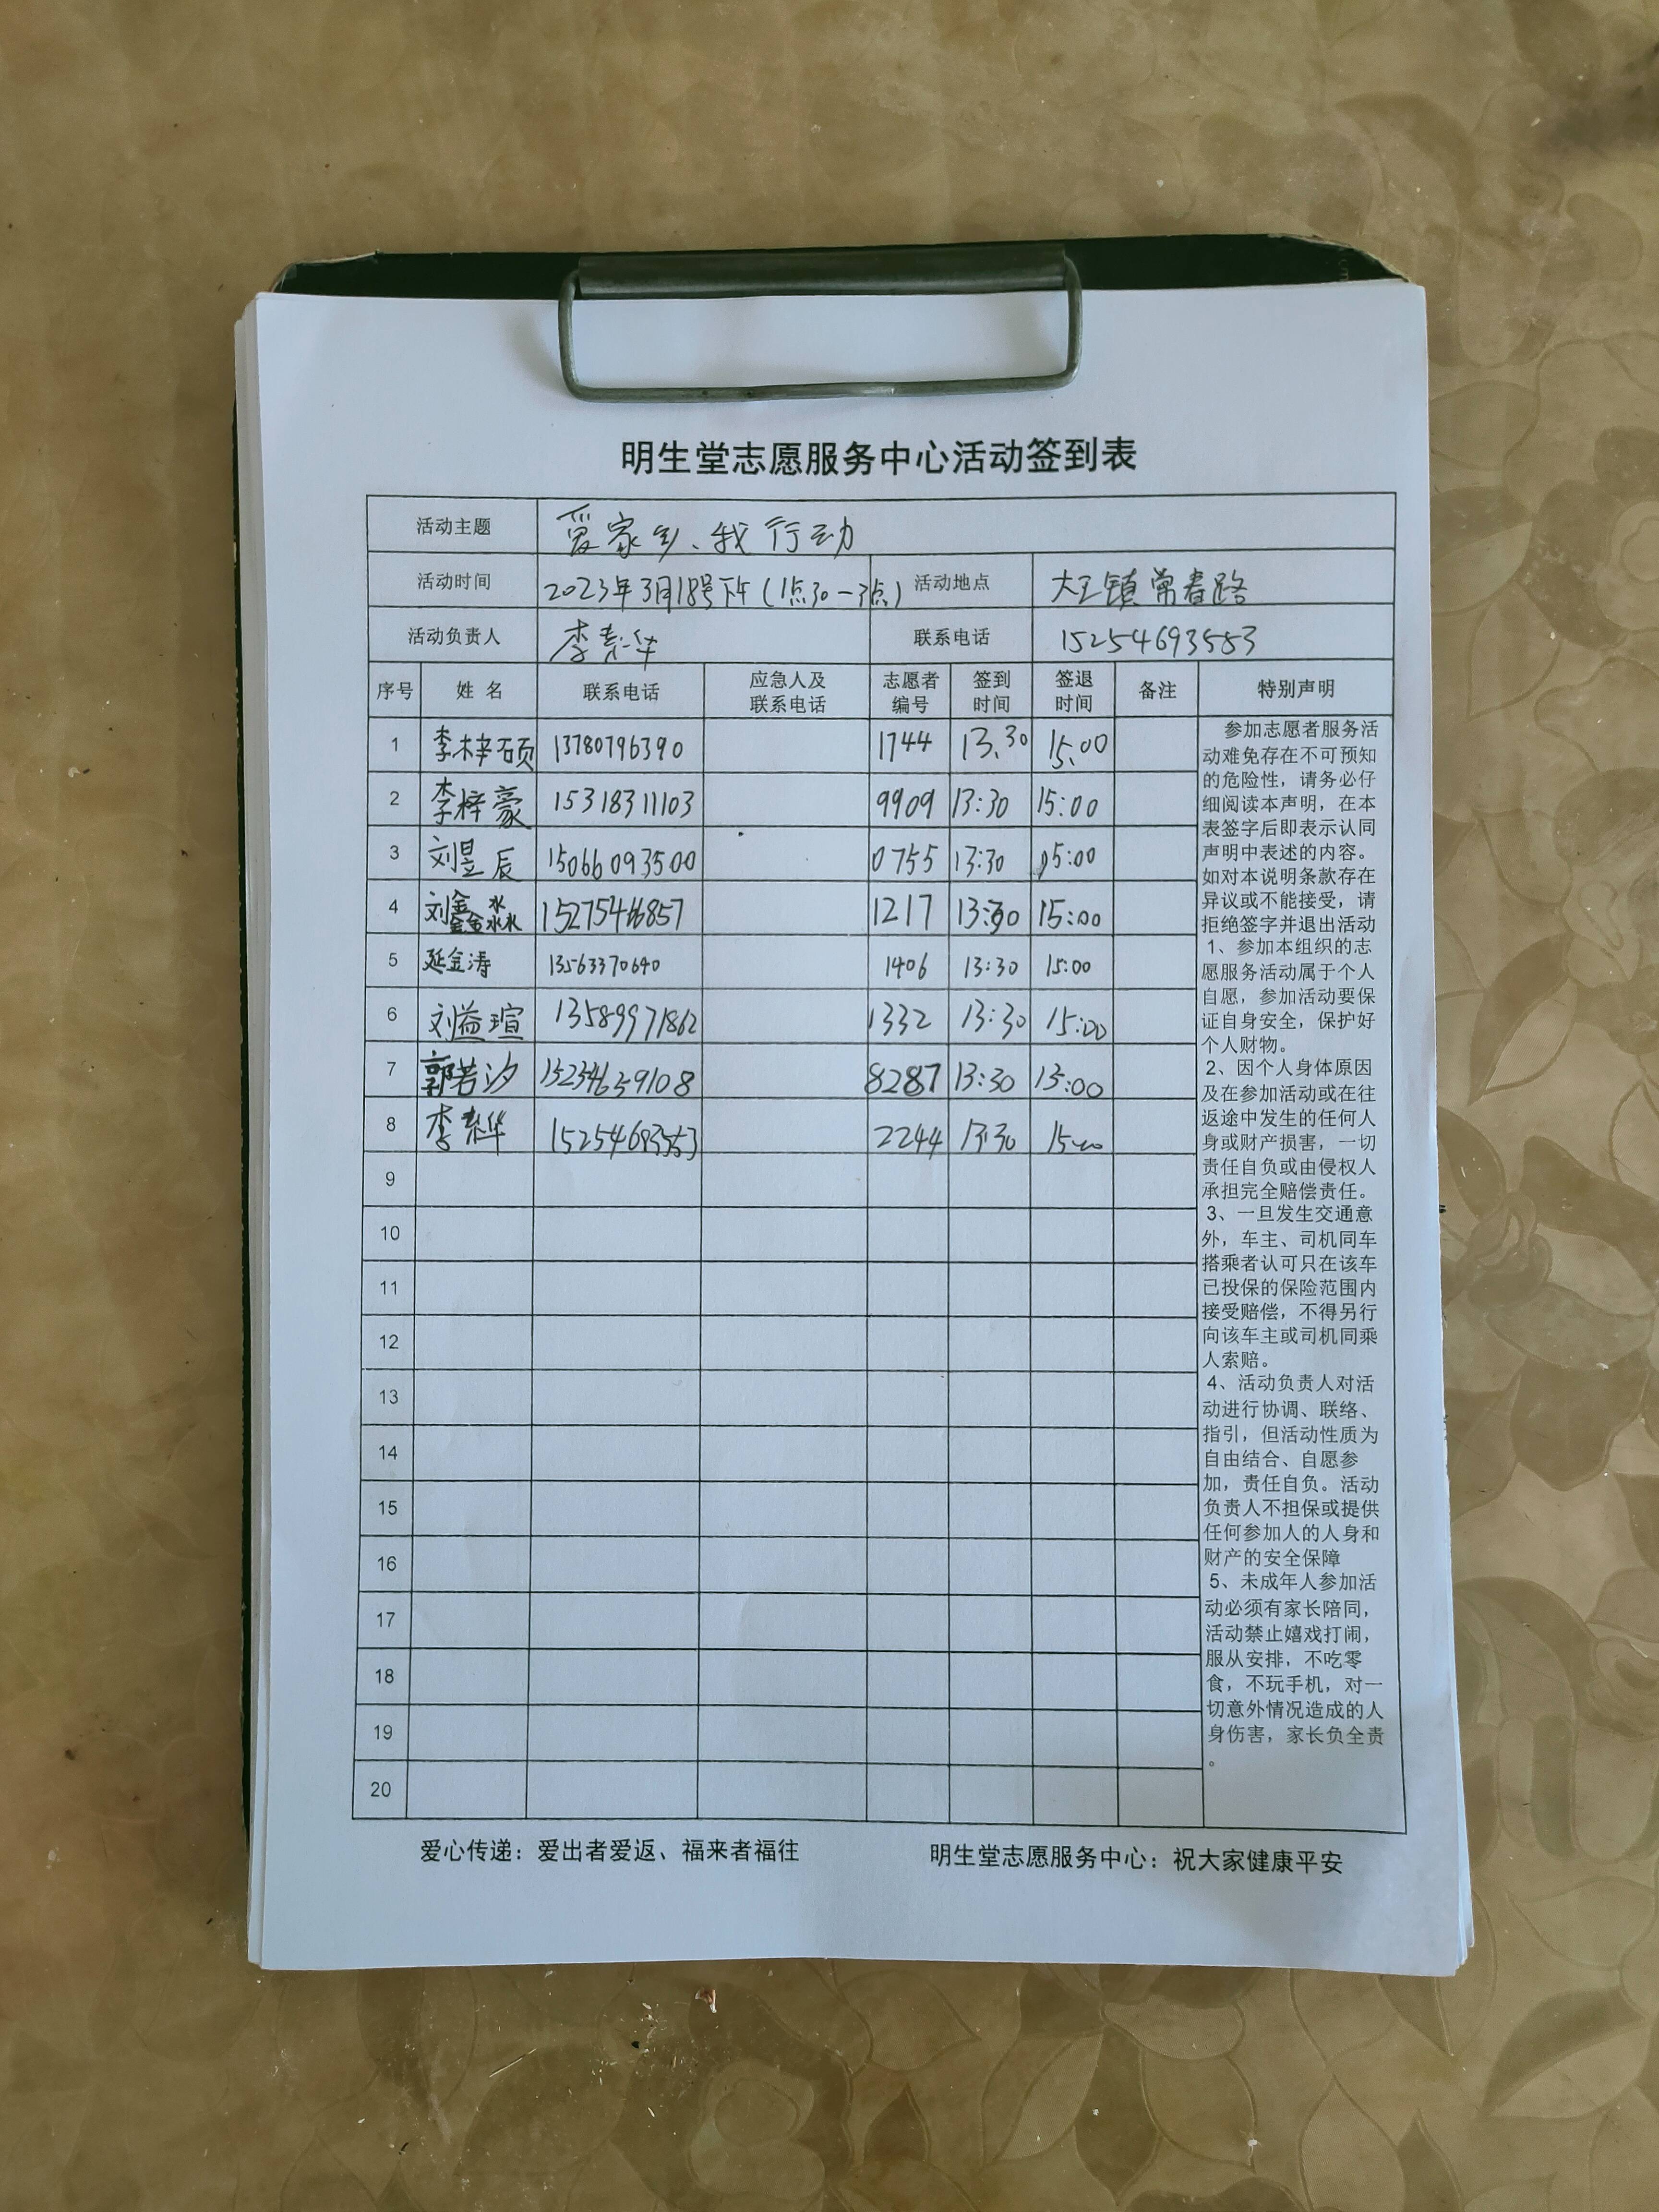 明生堂志愿服务中心活动签到表
活动主题 爱家乡、我行动
活动时间 2023年3月18号下午(1点30-3点) 活动地点 大王镇常春路
活动负责人 李素华 联系电话 15254693553
序号 姓名 联系电话 应急人及联系电话 志愿者编号 签到时间 签退时间 备注 特别声明
1 李梓硕 13780796390 1744 13.30 15.00
2 李梓豪 15318311103 9909 13:30 15:00
3 刘昱辰 15066093500 0755 13:30 15:00
4 刘鑫淼 1217 13:30 15:00
5 延金涛 13563370640 1406 13:30 15:00
6 刘益瑄 13589971862 1332 13:30 15:00
7 郭若汐 15234659108 8287 13:30 15:00
8 李素华 15254693553 2244 13:30 15:00
9
10
11
12
13
14
15
16
17
18
19
20
参加志愿者服务活
动难免存在不可预知
的危险性，请务必仔
细阅读本声明，在本
表签字后即表示认同
声明中表述的内容。
如对本说明条款存在
异议或不能接受，请
拒绝签字并退出活动
1、参加本组织的志
愿服务活动属于个人
自愿，参加活动要保
证自身安全，保护好
个人财物。
2、因个人身体原因
及在参加活动或在往
返途中发生的任何人
身或财产损害，一切
责任自负或由侵权人
承担完全赔偿责任。
3、一旦发生交通意
外，车主、司机同车
搭乘者认可只在该车
已投保的保险范围内
接受赔偿，不得另行
向该车主或司机同乘
人索赔。
4、活动负责人对活
动进行协调、联络、
指引，但活动性质为
自由结合、自愿参
加，责任自负。活动
负责人不担保或提供
任何参加人的人身和
财产的安全保障
5、未成年人参加活
动必须有家长陪同，
活动禁止嬉戏打闹，
服从安排，不吃零
食，不玩手机，对一
切意外情况造成的人
身伤害，家长负全责
。
爱心传递：爱出者爱返、福来者福往 明生堂志愿服务中心：祝大家健康平安